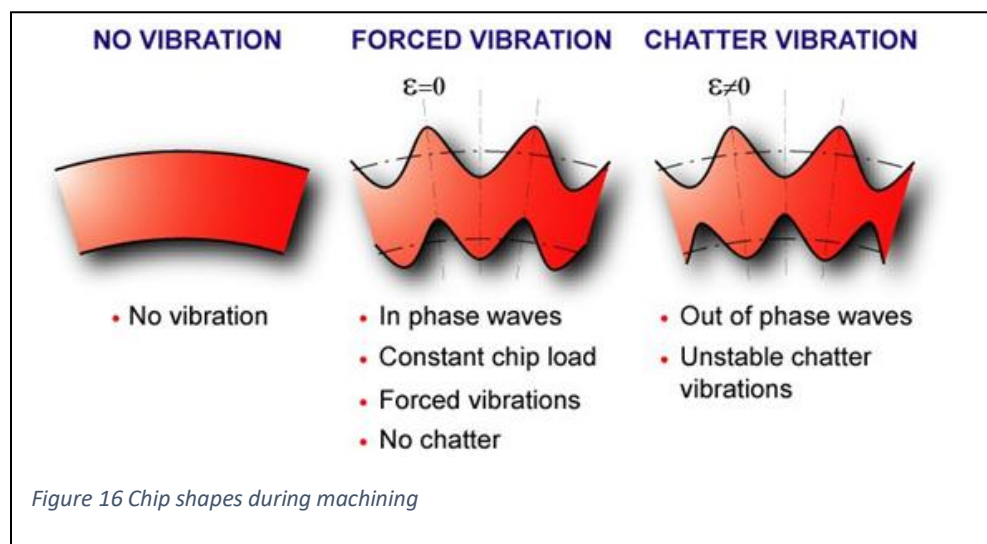 NO VIBRATION
FORCED VIBRATION
CHATTER VIBRATION
ε=0
ε≠0
• No vibration
• In phase waves
• Constant chip load
• Forced vibrations
• No chatter
• Out of phase waves
• Unstable chatter
vibrations
Figure 16 Chip shapes during machining